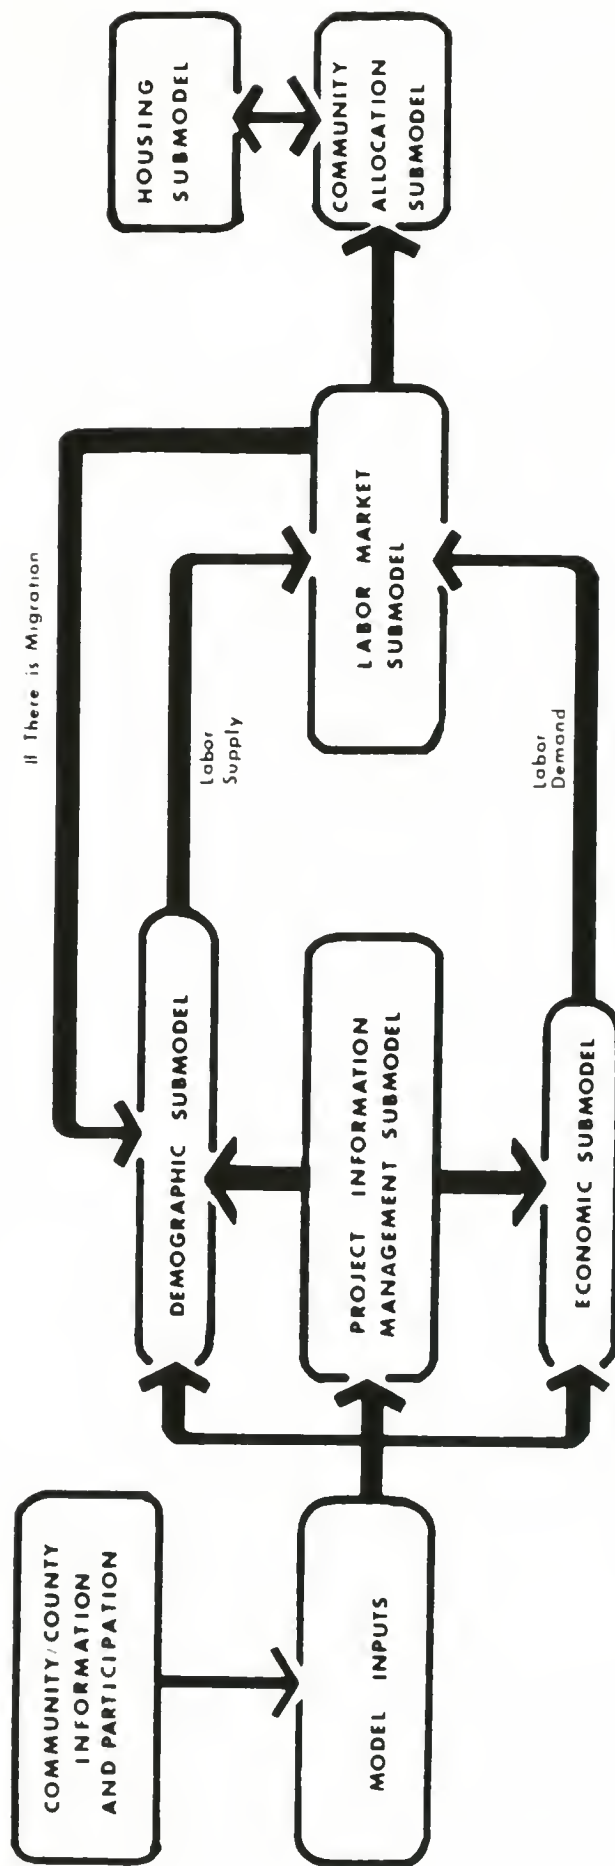 COMMUNITY/COUNTY
INFORMATION
AND PARTICIPATION
MODEL INPUTS
If There is Migration
DEMOGRAPHIC SUBMODEL
PROJECT INFORMATION
MANAGEMENT SUBMODEL
ECONOMIC SUBMODEL
Labor
Supply
Labor
Demand
LABOR MARKET
SUBMODEL
HOUSING
SUBMODEL
COMMUNITY
ALLOCATION
SUBMODEL